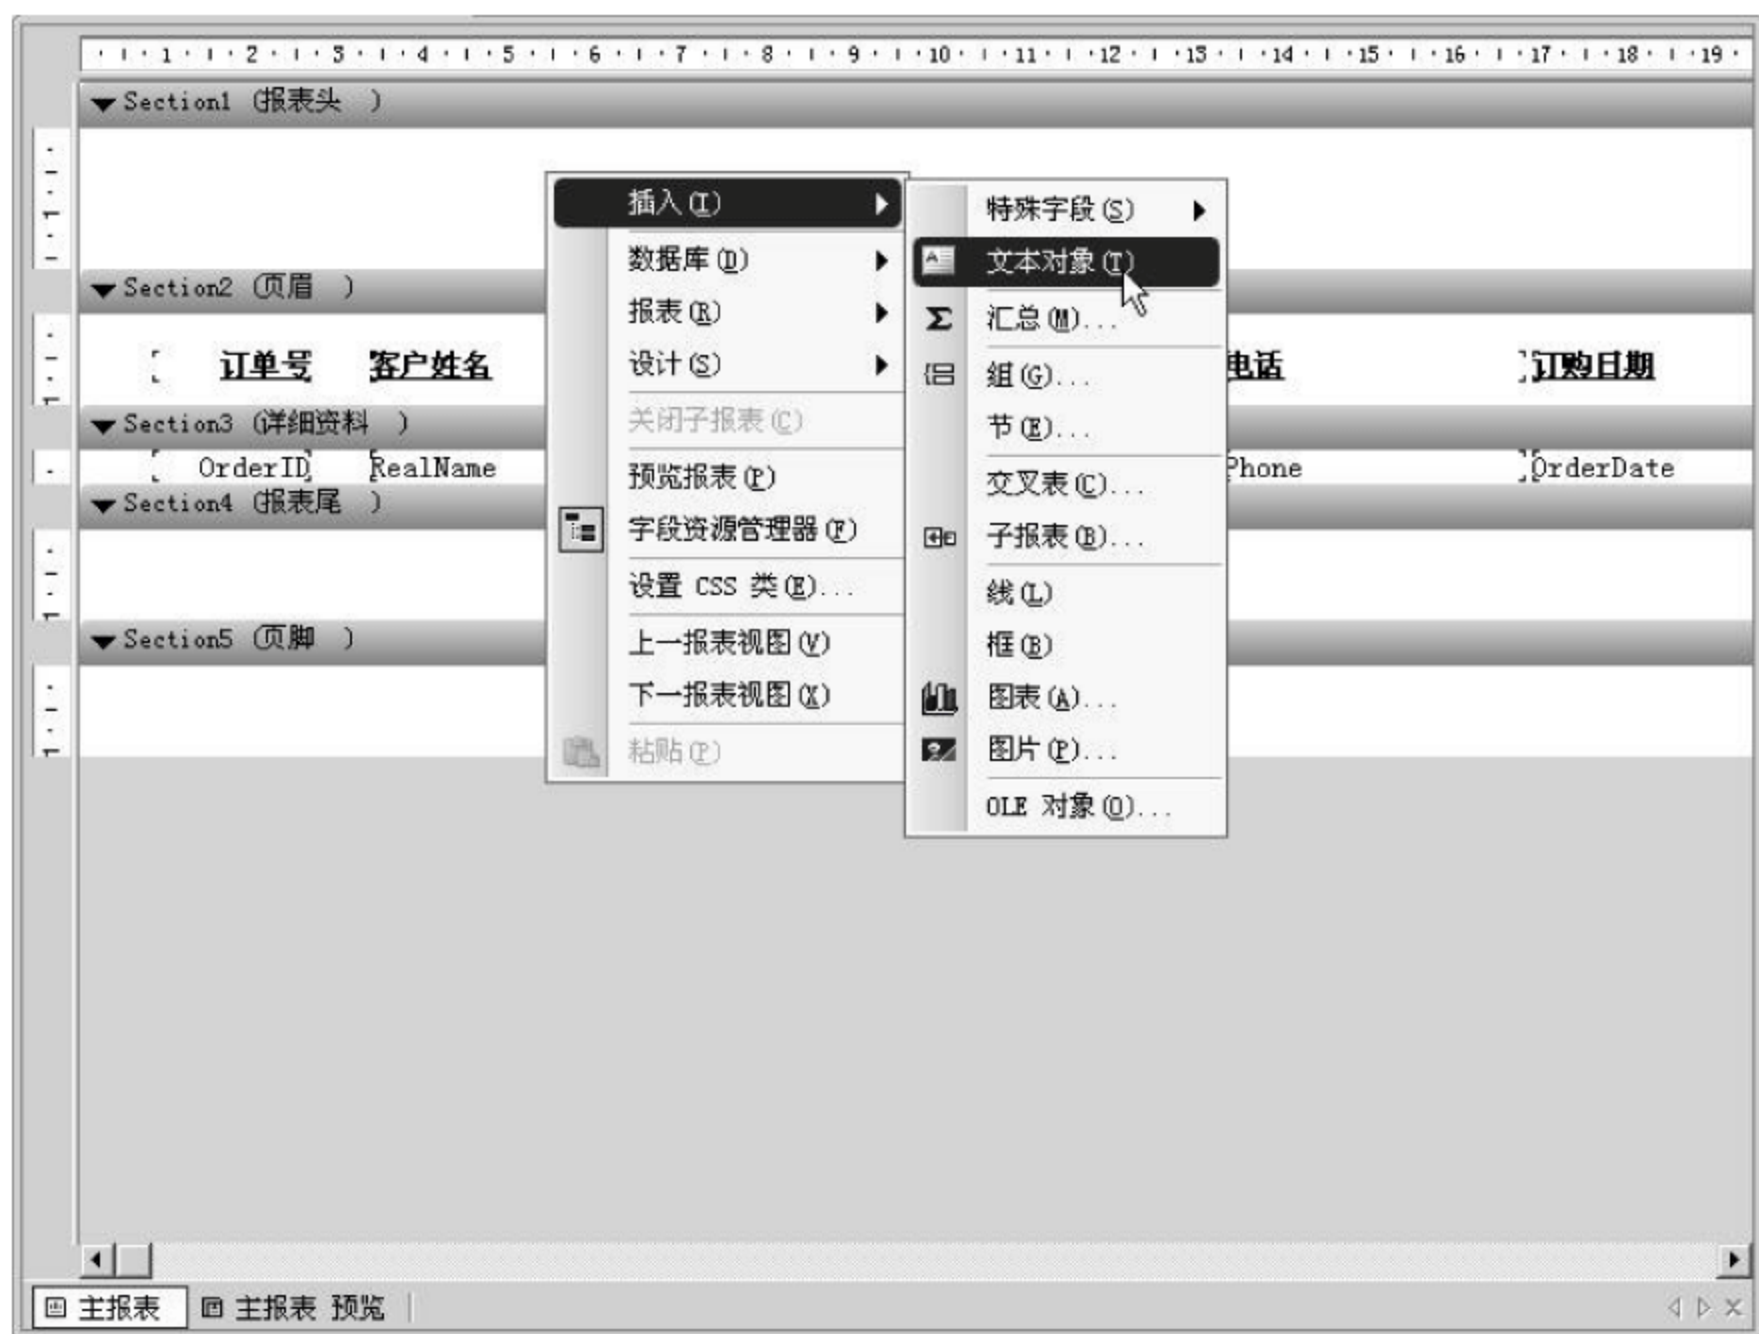 1 2 3 4 5 6 7 8 9 10 11 12 13 14 15 16 17 18 19
Section1 (报表头 )
插入(I)
特殊字段(S)
数据库(D)
文本对象(T)
Section2 (页眉 )
报表(R)
汇总(M)...
订单号 客户姓名
设计(S)
组(G)...
电话 订购日期
Section3 (详细资料 )
关闭子报表(C)
节(E)...
OrderID RealName
预览报表(P)
交叉表(C)...
Phone OrderDate
Section4 (报表尾 )
字段资源管理器(F)
子报表(B)...
设置 CSS 类(E)...
线(L)
Section5 (页脚 )
上一报表视图(V)
框(B)
下一报表视图(X)
图表(A)...
粘贴(P)
图片(P)...
OLE 对象(O)...
主报表 主报表 预览